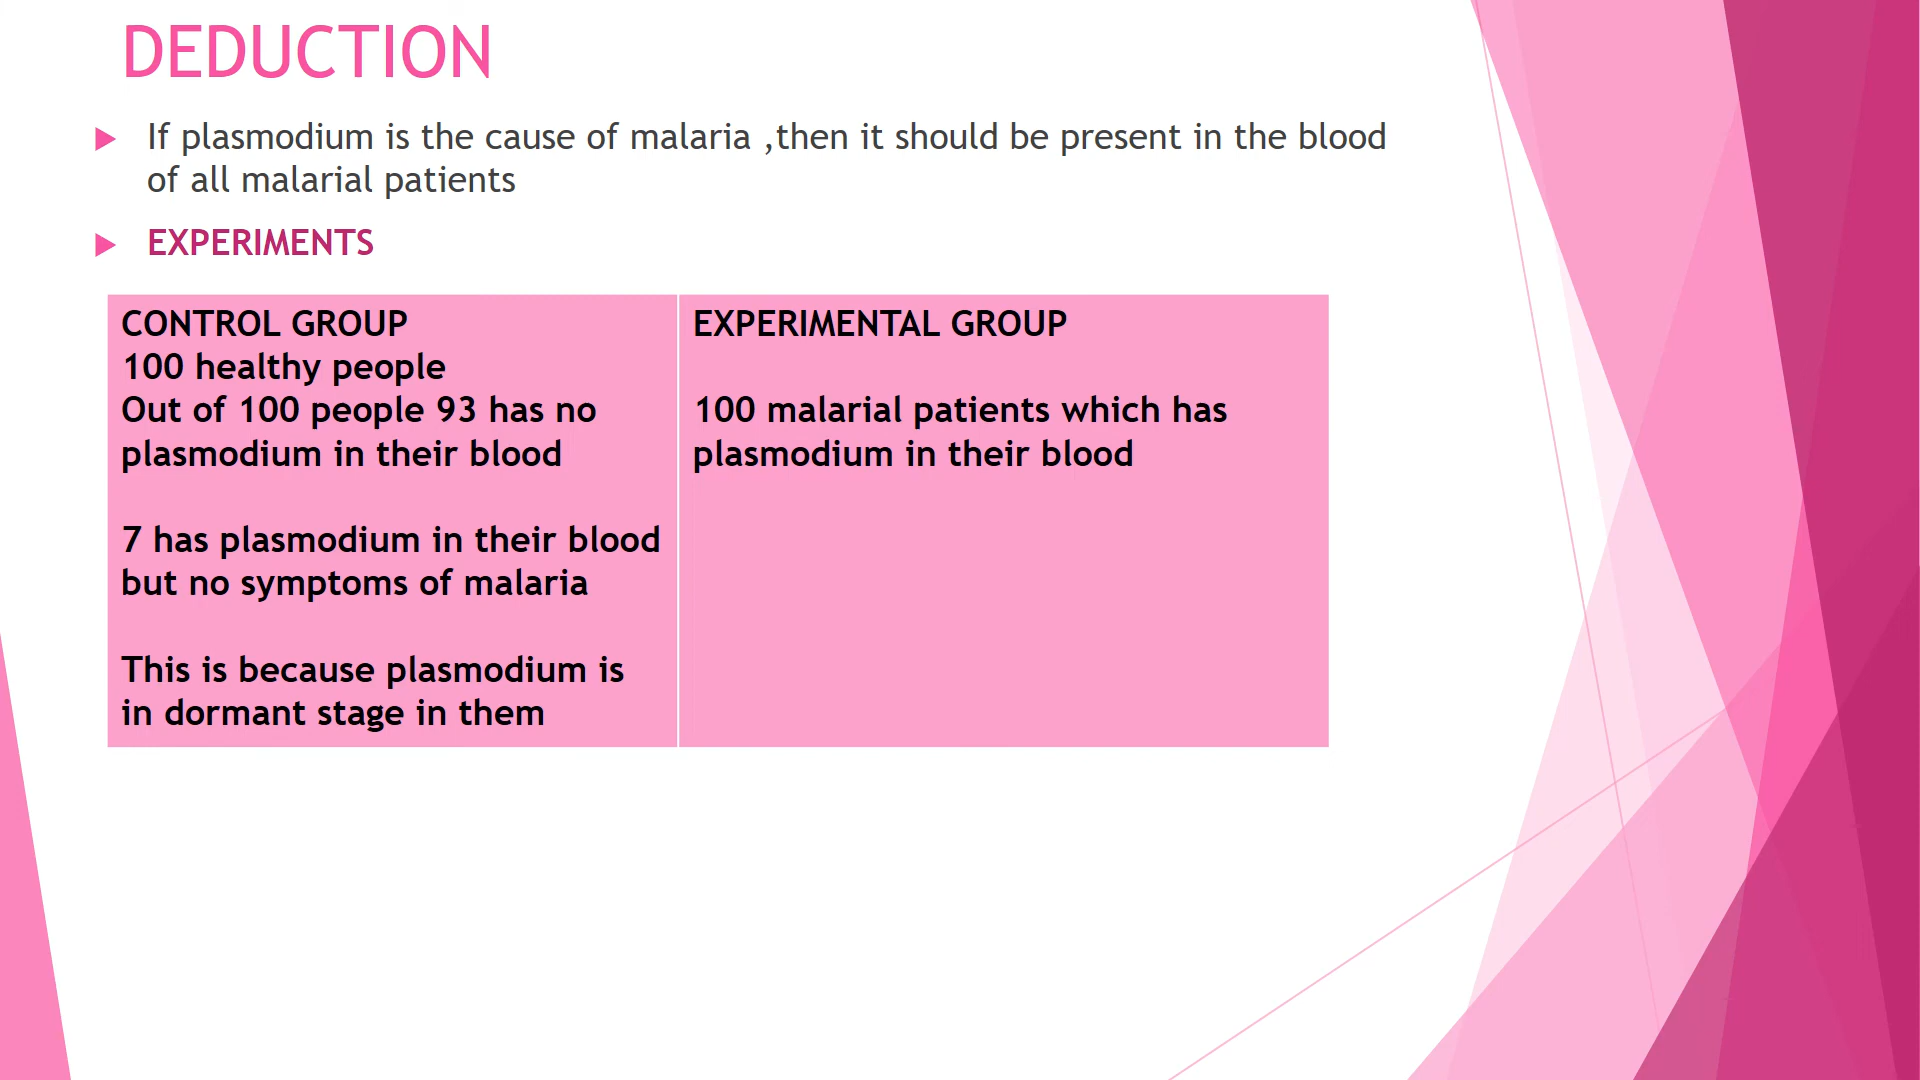 DEDUCTION
If plasmodium is the cause of malaria ,then it should be present in the blood
of all malarial patients
EXPERIMENTS
CONTROL GROUP
100 healthy people
Out of 100 people 93 has no
plasmodium in their blood
7 has plasmodium in their blood
but no symptoms of malaria
This is because plasmodium is
in dormant stage in them
EXPERIMENTAL GROUP
100 malarial patients which has
plasmodium in their blood